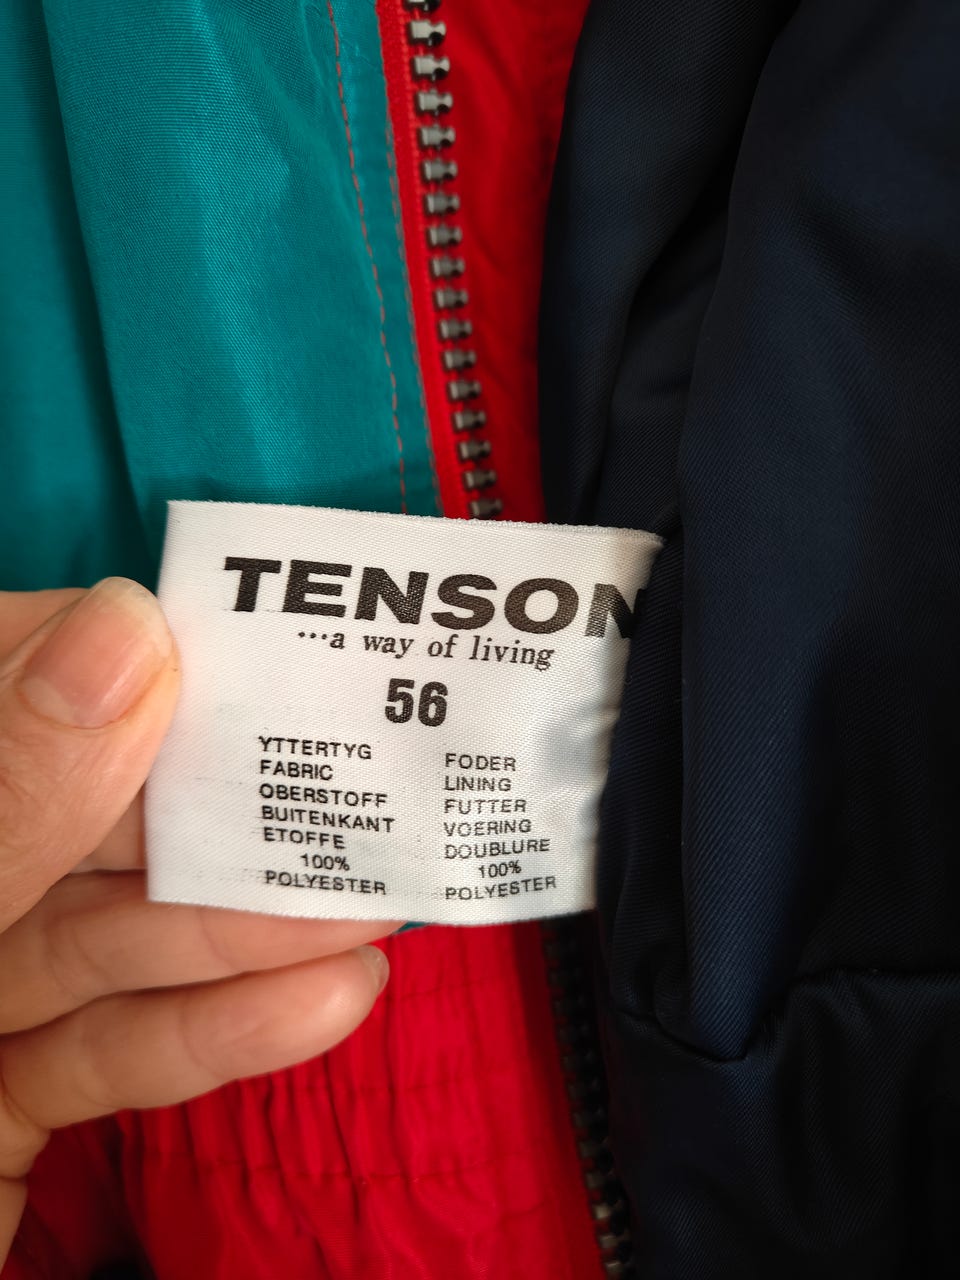 TENSON
...a way of living
56
YTTERTYG
FABRIC
OBERSTOFF
BUITENKANT
ETOFFE
100%
POLYESTER
FODER
LINING
FUTTER
VOERING
DOUBLURE
100%
POLYESTER